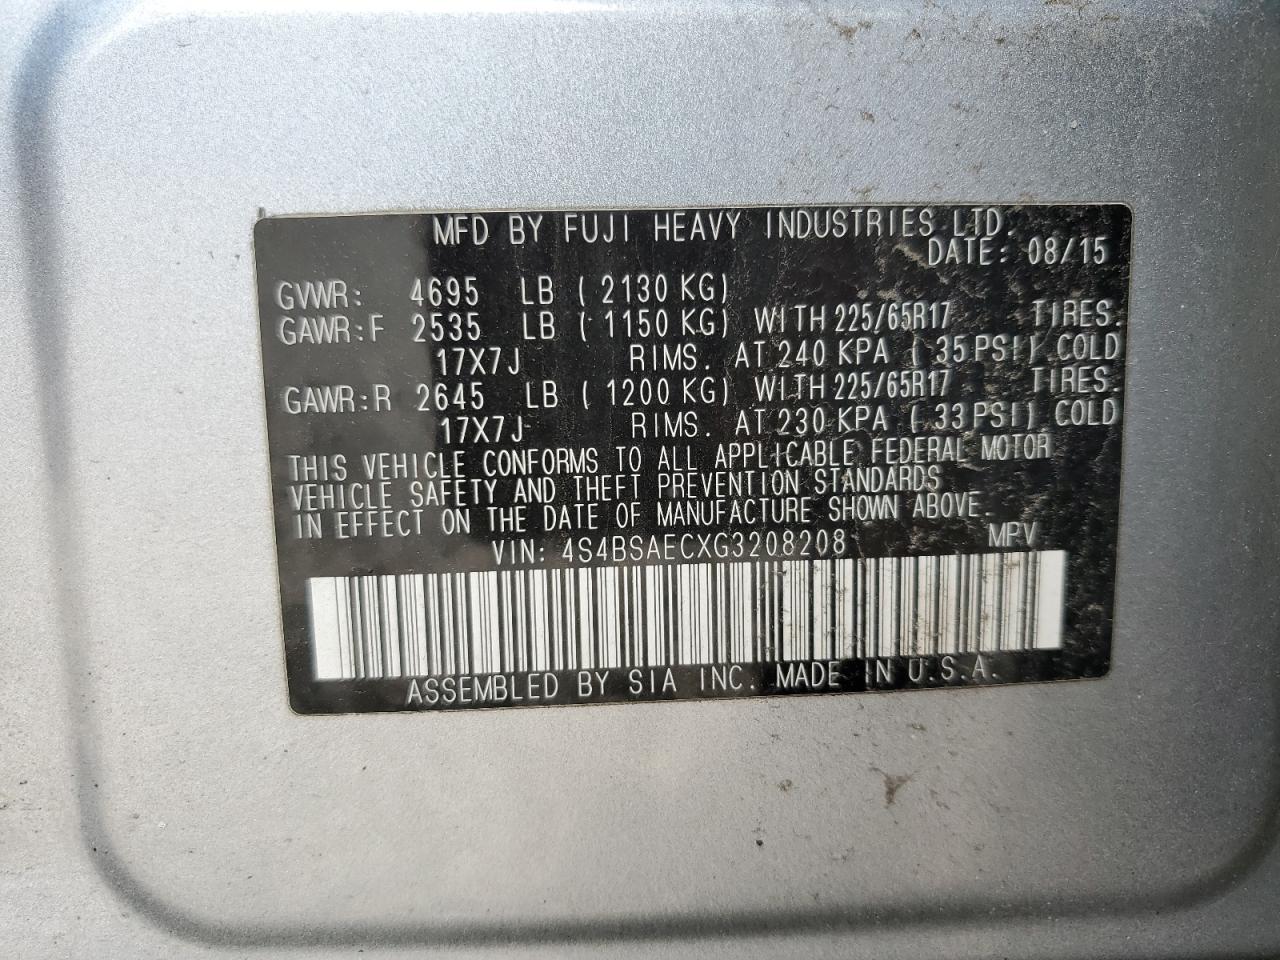 MFD BY FUJI HEAVY INDUSTRIES LTD.
DATE: 08/15
GVWR: 4695 LB ( 2130 KG)
GAWR:F 2535 LB ( 1150 KG) WITH 225/65R17 TIRES.
17X7J RIMS. AT 240 KPA ( 35 PSI) COLD
GAWR:R 2645 LB ( 1200 KG) WITH 225/65R17 TIRES.
17X7J RIMS. AT 230 KPA ( 33 PSI) COLD
THIS VEHICLE CONFORMS TO ALL APPLICABLE FEDERAL MOTOR
VEHICLE SAFETY AND THEFT PREVENTION STANDARDS
IN EFFECT ON THE DATE OF MANUFACTURE SHOWN ABOVE.
VIN: 4S4BSAECXG3208208 MPV
ASSEMBLED BY SIA INC. MADE IN U.S.A.